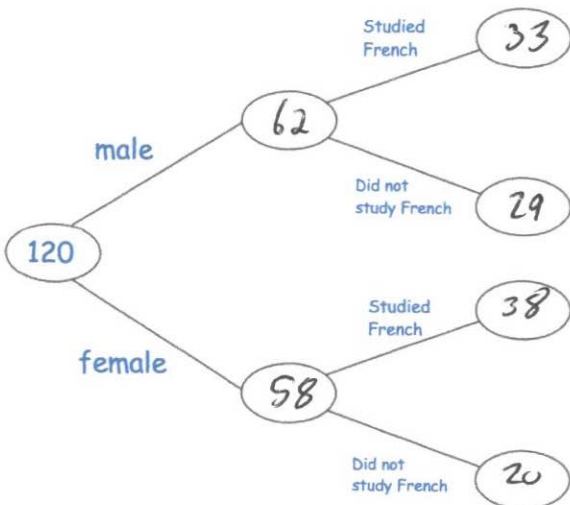 Studied
French
33
62
male
Did not
study French
29
120
Studied
French
38
female
58
Did not
study French
20